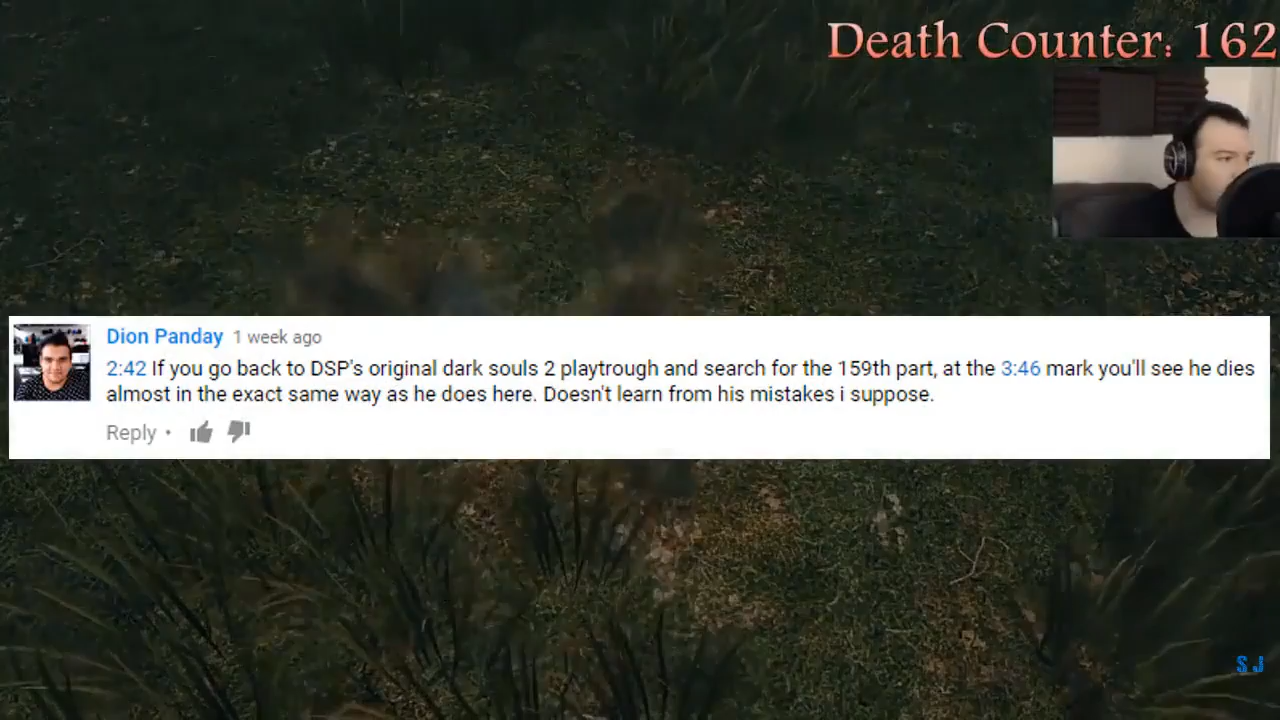 Death Counter: 162
Dion Panday 1 week ago
2:42 If you go back to DSP's original dark souls 2 playtrough and search for the 159th part, at the 3:46 mark you'll see he dies
almost in the exact same way as he does here. Doesn't learn from his mistakes i suppose.
Reply •
SJ